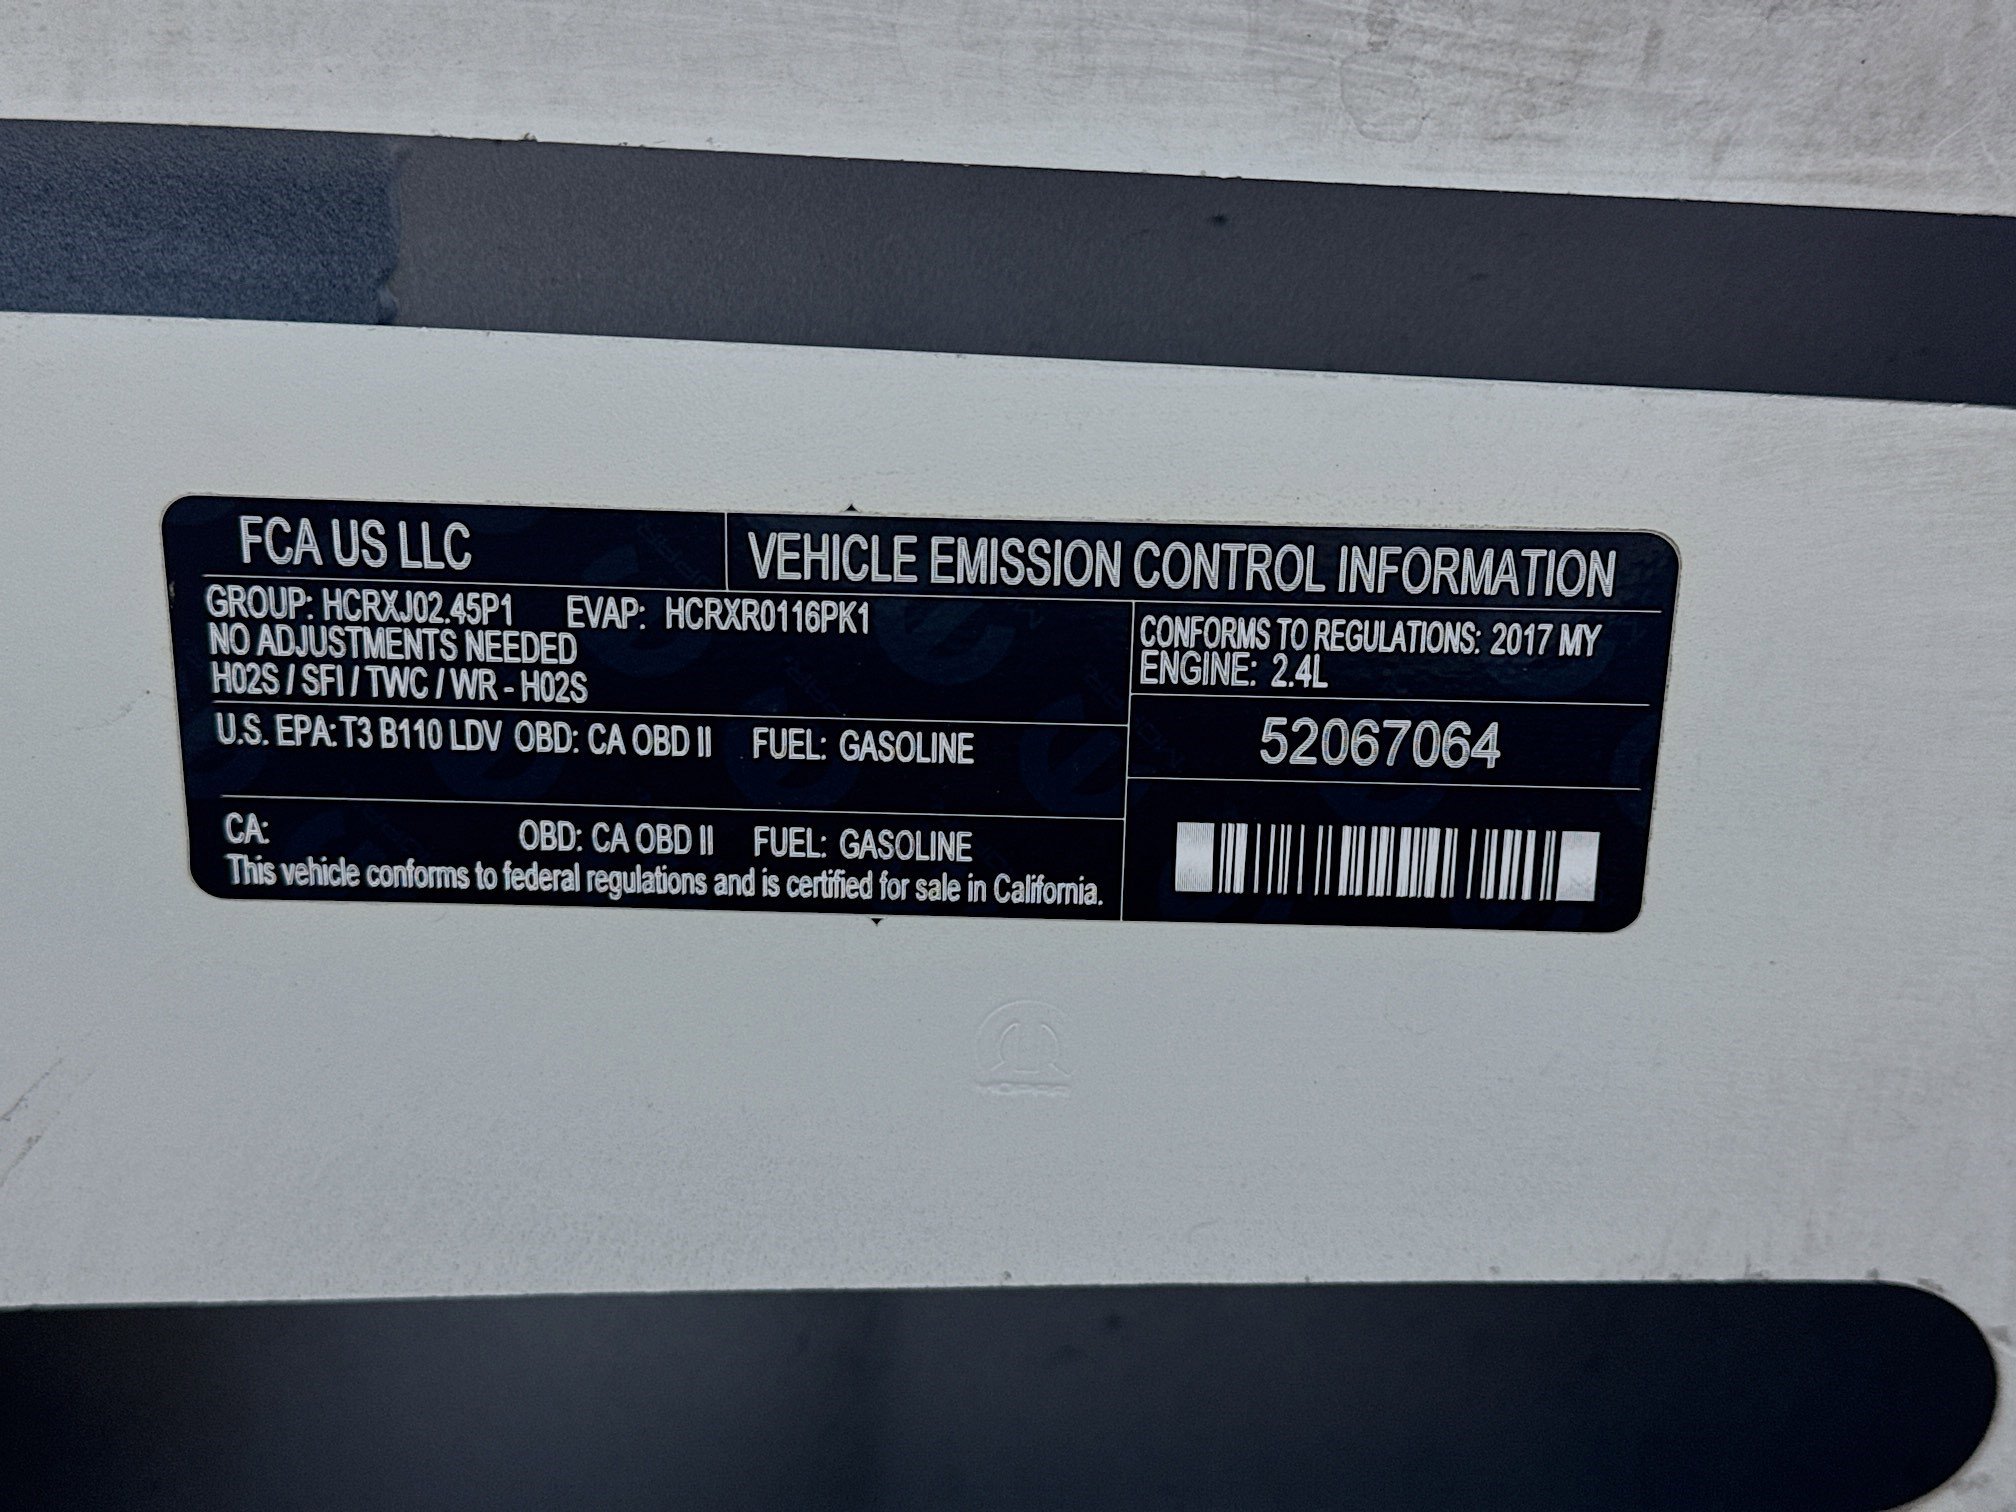 FCA US LLC
VEHICLE EMISSION CONTROL INFORMATION
GROUP: HCRXJ02.45P1 EVAP: HCRXR0116PK1
NO ADJUSTMENTS NEEDED
H02S / SFI / TWC / WR - H02S
CONFORMS TO REGULATIONS: 2017 MY
ENGINE: 2.4L
U.S. EPA: T3 B110 LDV OBD: CA OBD II FUEL: GASOLINE
52067064
CA: OBD: CA OBD II FUEL: GASOLINE
This vehicle conforms to federal regulations and is certified for sale in California.